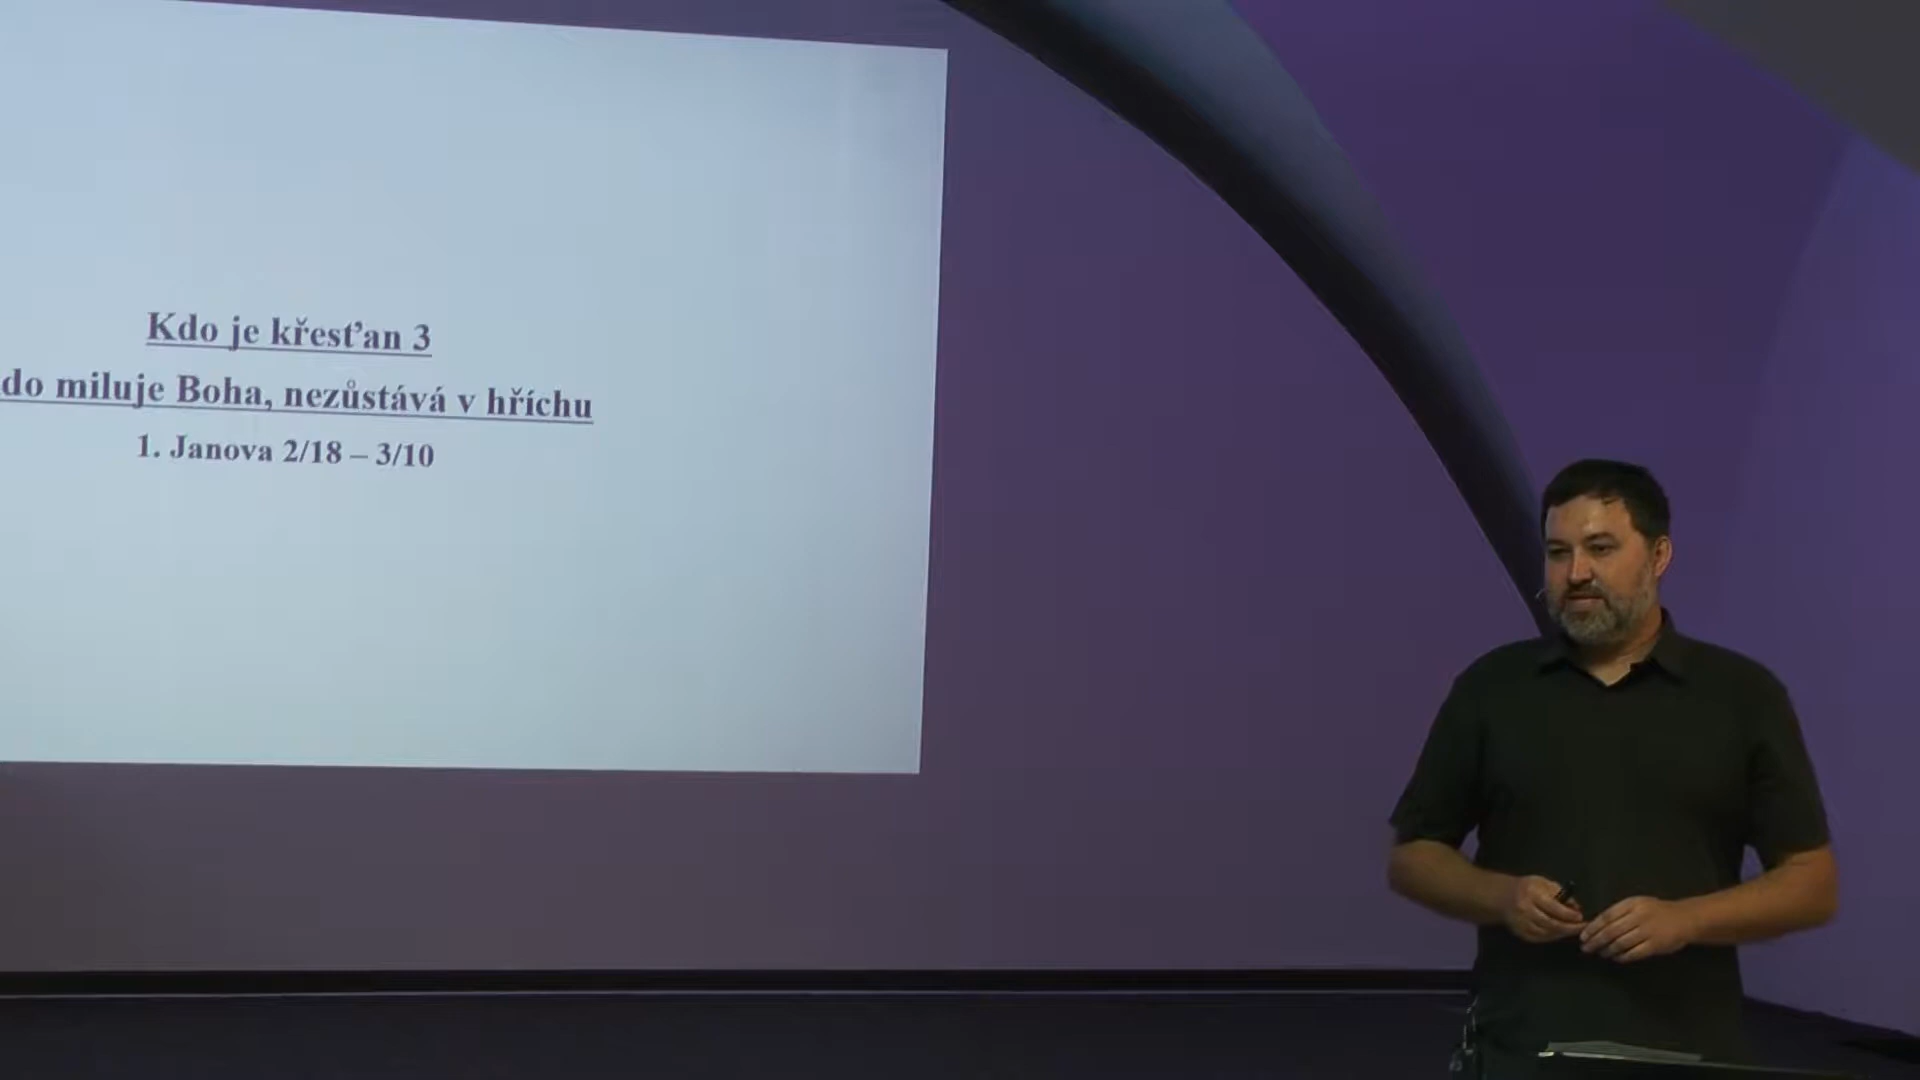 Kdo je křesťan 3
do miluje Boha, nezůstává v hříchu
1. Janova 2/18 – 3/10